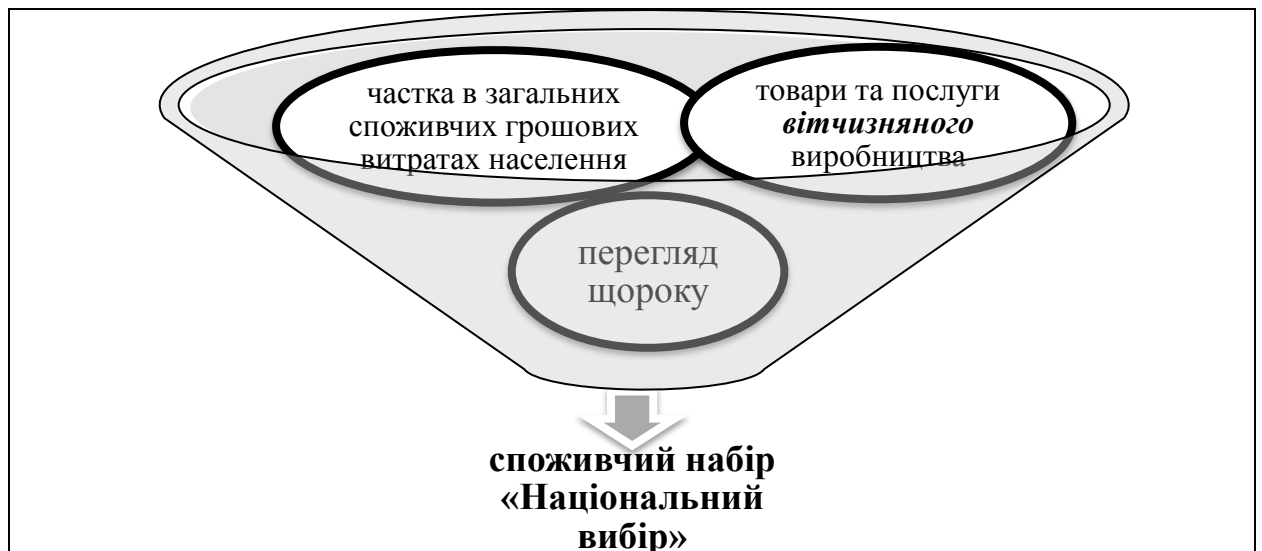 частка в загальних
споживчих грошових
витратах населення
товари та послуги
вітчизняного
виробництва
перегляд
щороку
споживчий набір
«Національний
вибір»